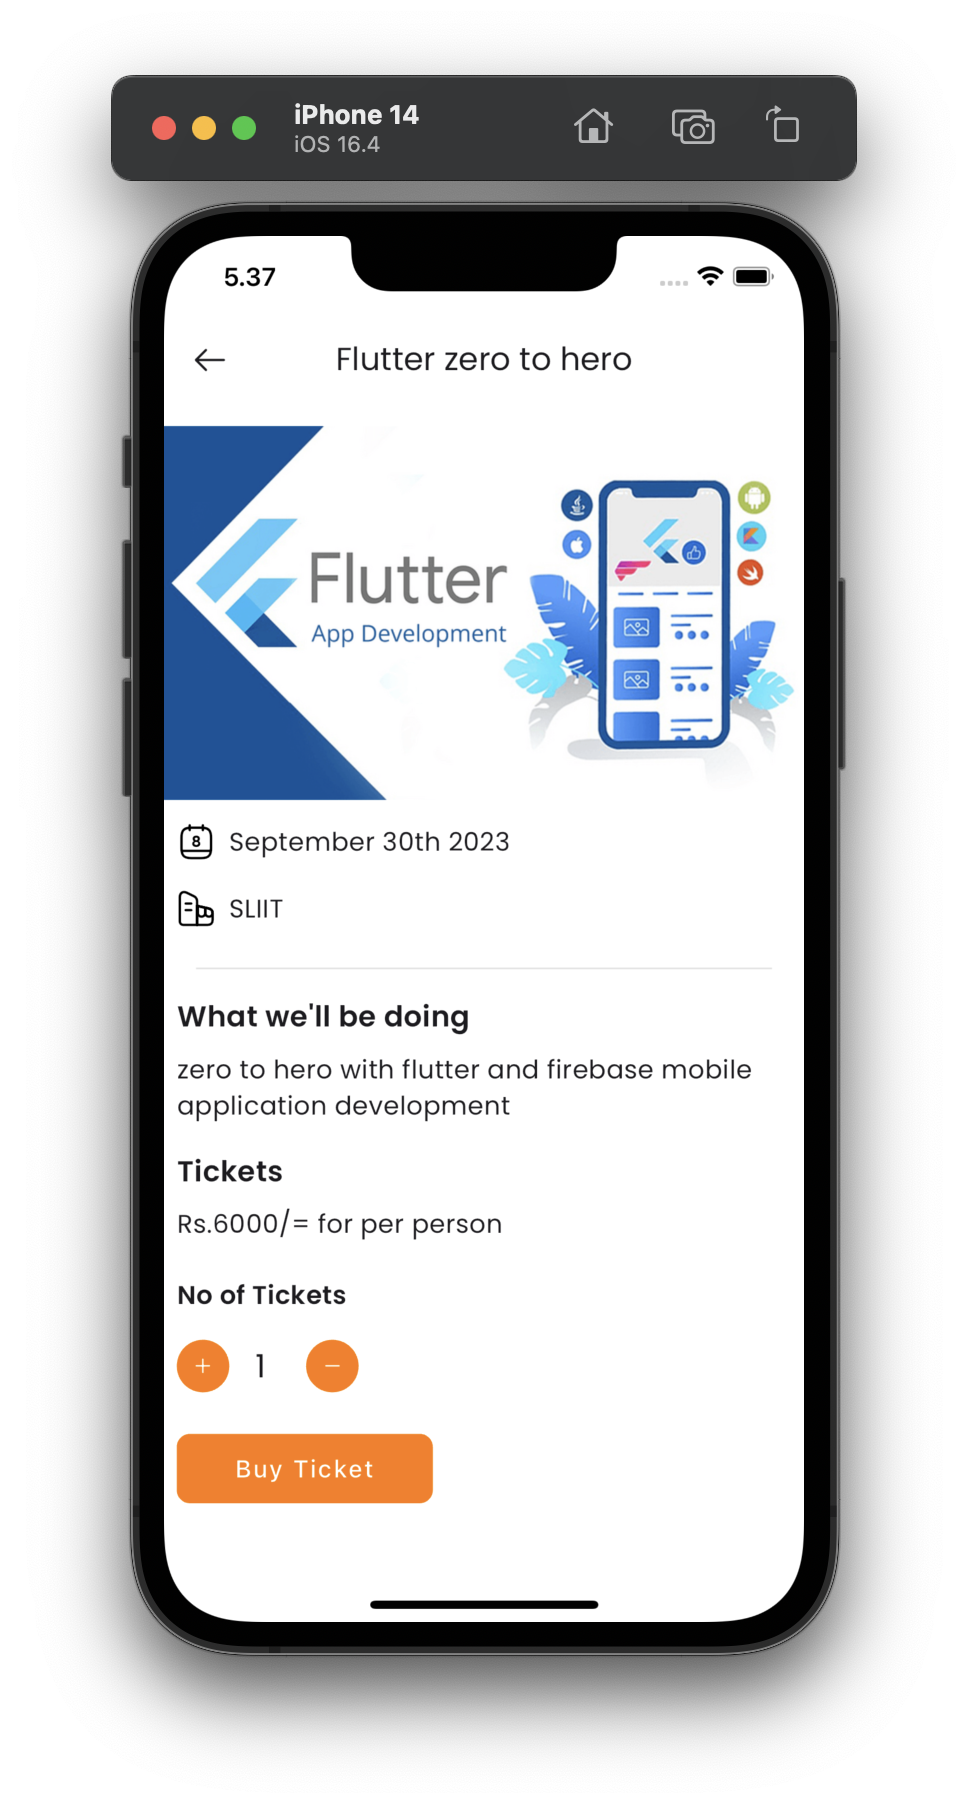 iPhone 14
iOS 16.4
5.37
Flutter zero to hero
Flutter
App Development
8
September 30th 2023
SLIIT
What we'll be doing
zero to hero with flutter and firebase mobile
application development
Tickets
Rs.6000/= for per person
No of Tickets
+ 1 −
Buy Ticket